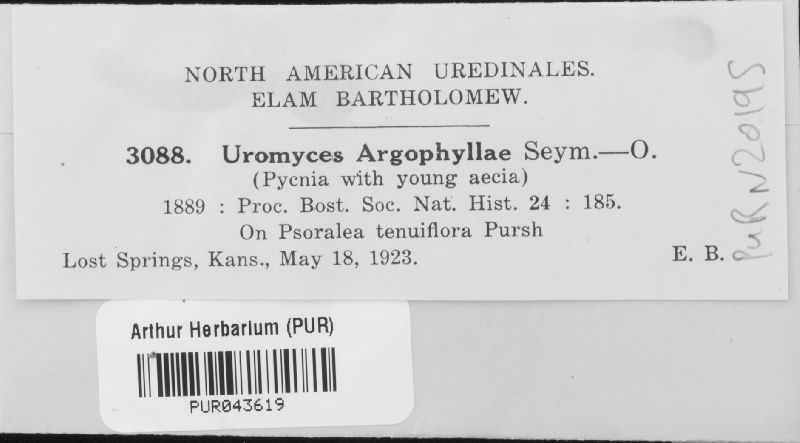 NORTH AMERICAN UREDINALES.
ELAM BARTHOLOMEW.
3088. Uromyces Argophyllae Seym.—O.
(Pycnia with young aecia)
1889 : Proc. Bost. Soc. Nat. Hist. 24 : 185.
On Psoralea tenuiflora Pursh
Lost Springs, Kans., May 18, 1923.
E. B.
PUR N20195
Arthur Herbarium (PUR)
PUR043619